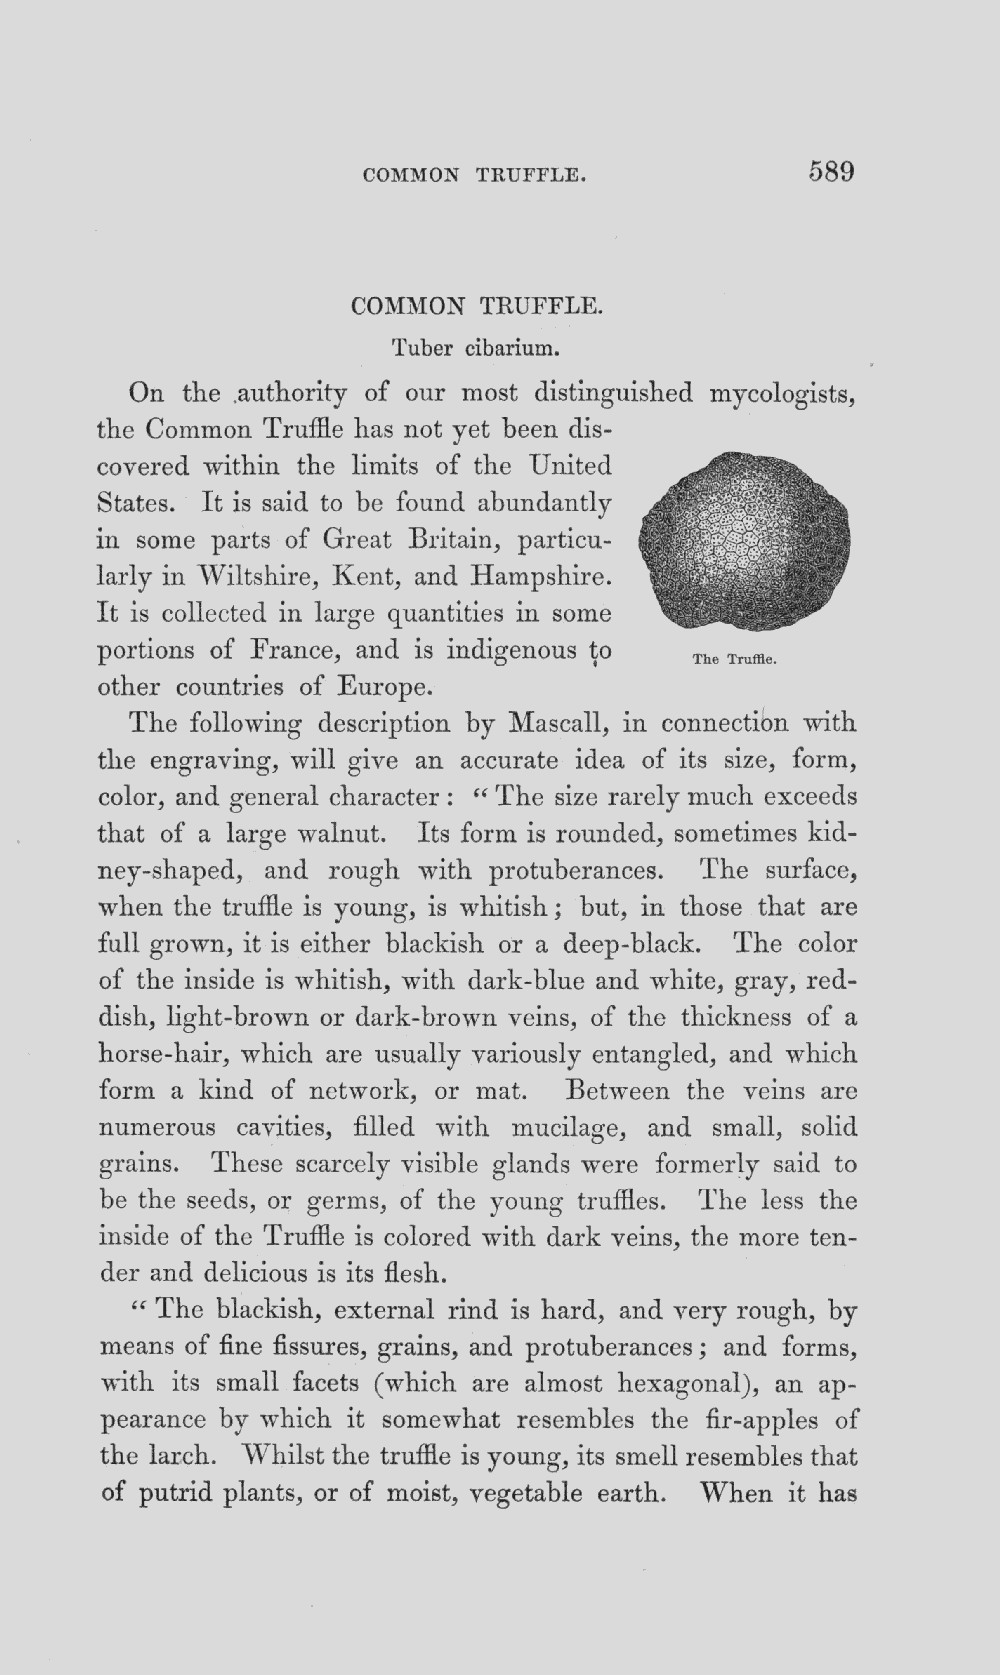 COMMON TRUFFLE. 589
COMMON TRUFFLE.
Tuber cibarium.
On the authority of our most distinguished mycologists,
the Common Truffle has not yet been dis-
covered within the limits of the United
States. It is said to be found abundantly
in some parts of Great Britain, particu-
larly in Wiltshire, Kent, and Hampshire.
It is collected in large quantities in some
portions of France, and is indigenous to
other countries of Europe.
The Truffle.
The following description by Mascall, in connection with
the engraving, will give an accurate idea of its size, form,
color, and general character: “The size rarely much exceeds
that of a large walnut. Its form is rounded, sometimes kid-
ney-shaped, and rough with protuberances. The surface,
when the truffle is young, is whitish; but, in those that are
full grown, it is either blackish or a deep-black. The color
of the inside is whitish, with dark-blue and white, gray, red-
dish, light-brown or dark-brown veins, of the thickness of a
horse-hair, which are usually variously entangled, and which
form a kind of network, or mat. Between the veins are
numerous cavities, filled with mucilage, and small, solid
grains. These scarcely visible glands were formerly said to
be the seeds, or germs, of the young truffles. The less the
inside of the Truffle is colored with dark veins, the more ten-
der and delicious is its flesh.
“The blackish, external rind is hard, and very rough, by
means of fine fissures, grains, and protuberances; and forms,
with its small facets (which are almost hexagonal), an ap-
pearance by which it somewhat resembles the fir-apples of
the larch. Whilst the truffle is young, its smell resembles that
of putrid plants, or of moist, vegetable earth. When it has